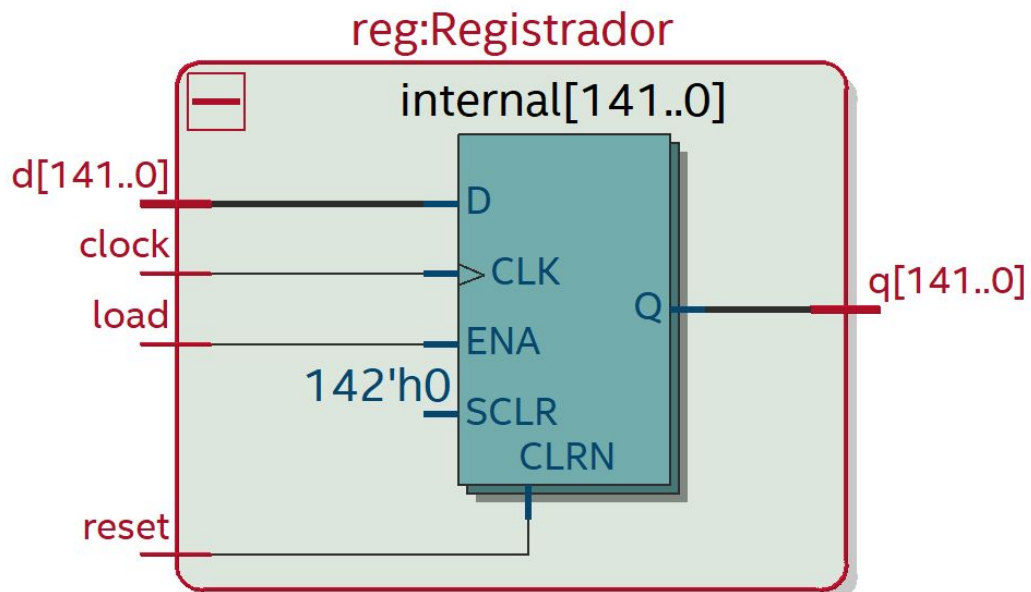 reg:Registrador
internal[141..0]
d[141..0]
D
clock
CLK
q[141..0]
Q
load
ENA
142'h0
SCLR
CLRN
reset